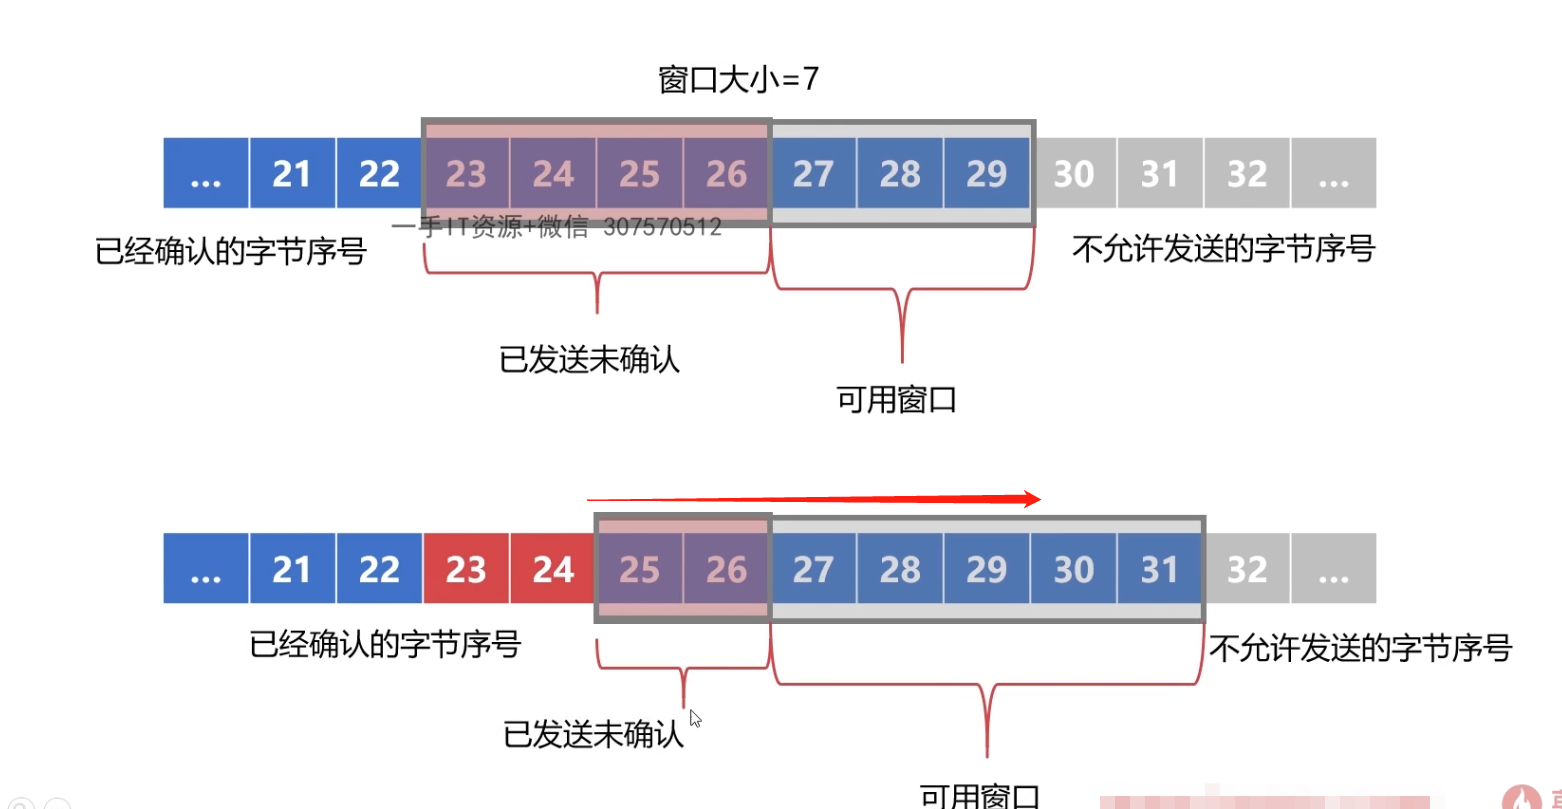 窗口大小=7
... 21 22 23 24 25 26 27 28 29 30 31 32 ...
一手IT资源+微信 307570512
已经确认的字节序号
不允许发送的字节序号
已发送未确认
可用窗口
... 21 22 23 24 25 26 27 28 29 30 31 32 ...
已经确认的字节序号
不允许发送的字节序号
已发送未确认
可用窗口